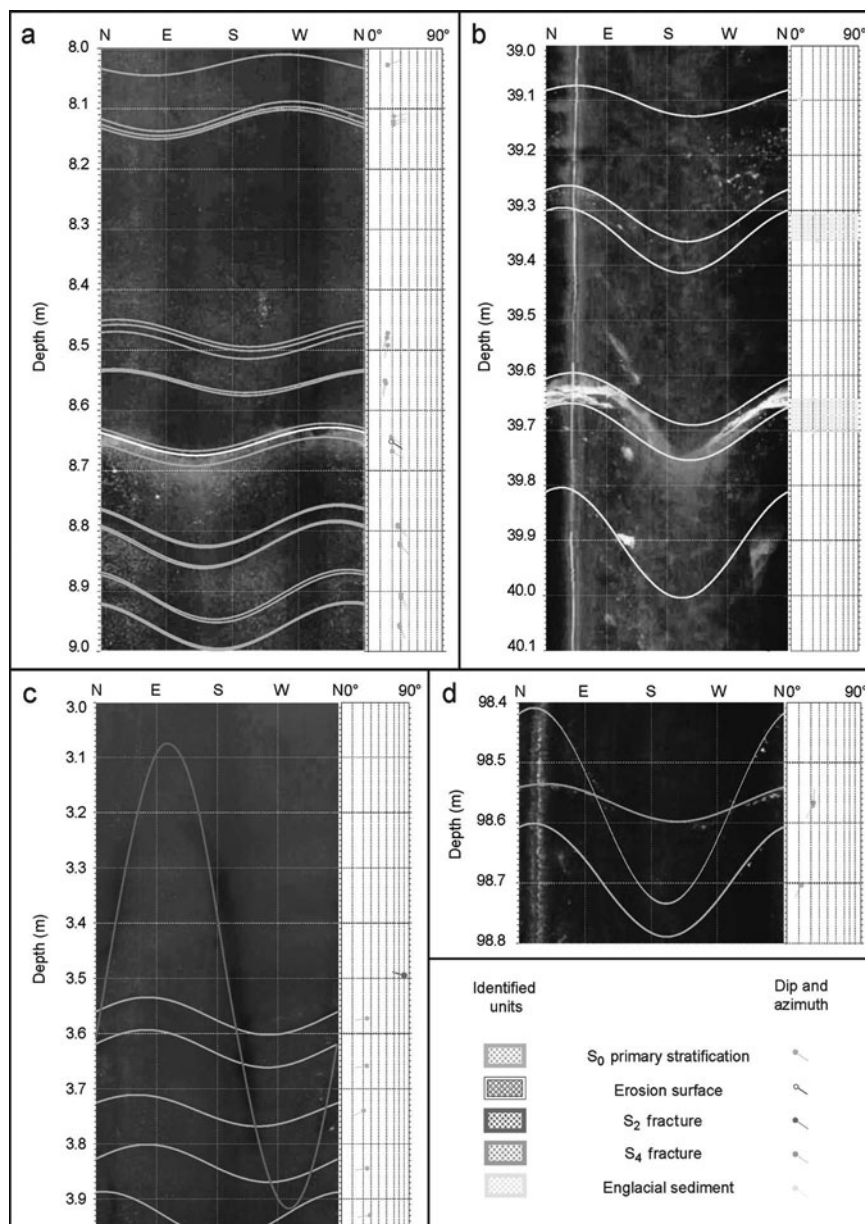 a
N E S W N 0° 90°
8.0
8.1
8.2
8.3
8.4
8.5
8.6
8.7
8.8
8.9
9.0
Depth (m)
b
N E S W N 0° 90°
39.0
39.1
39.2
39.3
39.4
39.5
39.6
39.7
39.8
39.9
40.0
40.1
Depth (m)
c
N E S W N 0° 90°
3.0
3.1
3.2
3.3
3.4
3.5
3.6
3.7
3.8
3.9
Depth (m)
d
N E S W N 0° 90°
98.4
98.5
98.6
98.7
98.8
Depth (m)
Identified units
Dip and azimuth
S₀ primary stratification
Erosion surface
S₂ fracture
S₄ fracture
Englacial sediment